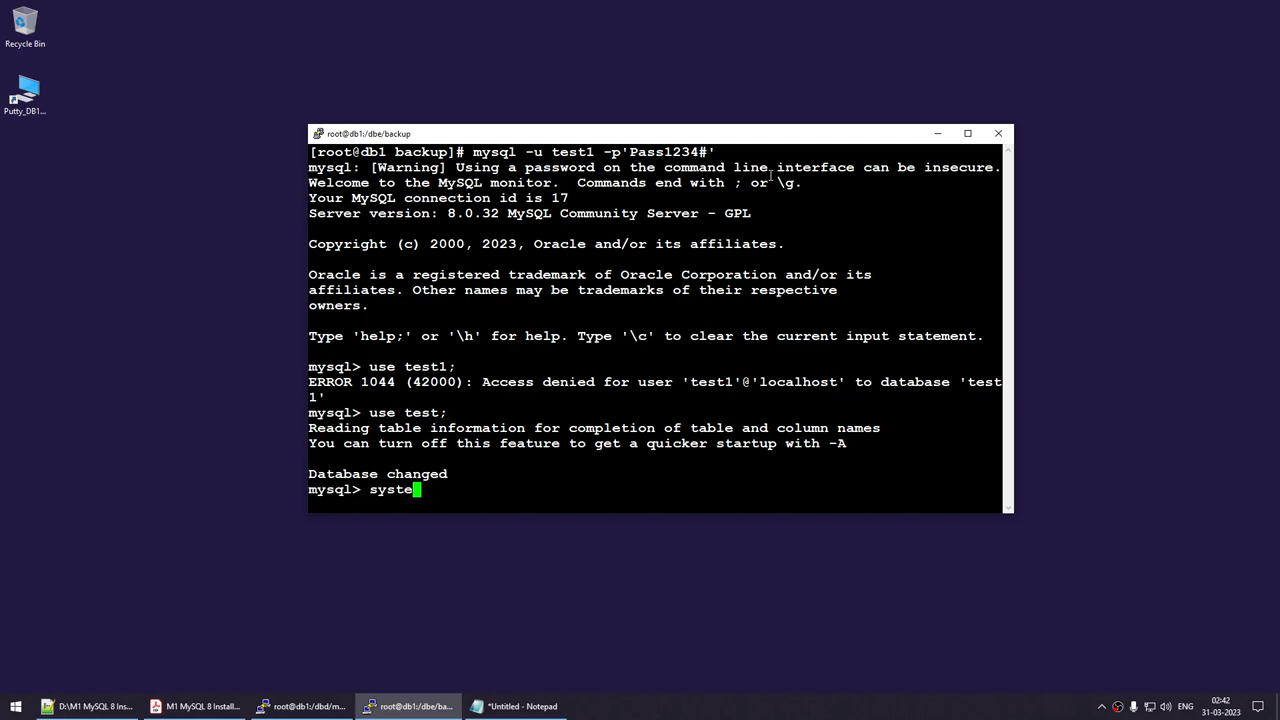 Recycle Bin
Putty_DB1...
root@db1:/dbe/backup
[root@db1 backup]# mysql -u test1 -p'Pass1234#'
mysql: [Warning] Using a password on the command line interface can be insecure.
Welcome to the MySQL monitor.  Commands end with ; or \g.
Your MySQL connection id is 17
Server version: 8.0.32 MySQL Community Server - GPL
Copyright (c) 2000, 2023, Oracle and/or its affiliates.
Oracle is a registered trademark of Oracle Corporation and/or its
affiliates. Other names may be trademarks of their respective
owners.
Type 'help;' or '\h' for help. Type '\c' to clear the current input statement.
mysql> use test1;
ERROR 1044 (42000): Access denied for user 'test1'@'localhost' to database 'test
1'
mysql> use test;
Reading table information for completion of table and column names
You can turn off this feature to get a quicker startup with -A
Database changed
mysql> syste
D:\M1 MySQL 8 Inst...
M1 MySQL 8 Install...
root@db1:/dbd/m...
root@db1:/dbe/ba...
*Untitled - Notepad
ENG
02:42
31-03-2023